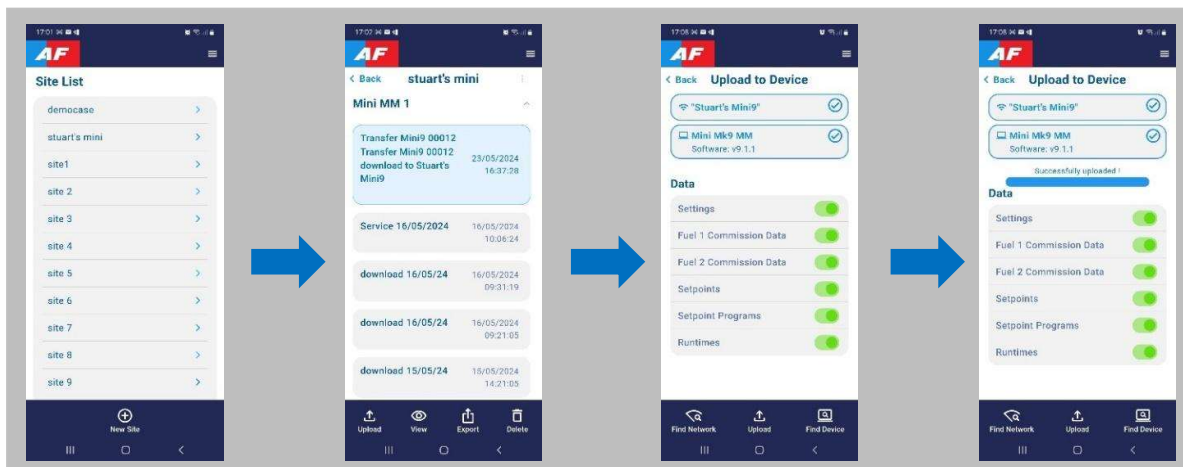 17:01
AF
Site List
democase
stuart's mini
site1
site 2
site 3
site 4
site 5
site 6
site 7
site 8
site 9
New Site
17:07
AF
Back stuart's mini
Mini MM 1
Transfer Mini9 00012
Transfer Mini9 00012
download to Stuart's
Mini9
23/05/2024
16:37:28
Service 16/05/2024
16/05/2024
10:06:24
download 16/05/24
16/05/2024
09:31:19
download 16/05/24
16/05/2024
09:21:05
download 15/05/24
15/05/2024
14:21:05
Upload View Export Delete
17:08
AF
Back Upload to Device
"Stuart's Mini9"
Mini Mk9 MM
Software: v9.1.1
Data
Settings
Fuel 1 Commission Data
Fuel 2 Commission Data
Setpoints
Setpoint Programs
Runtimes
Find Network Upload Find Device
17:08
AF
Back Upload to Device
"Stuart's Mini9"
Mini Mk9 MM
Software: v9.1.1
Successfully uploaded !
Data
Settings
Fuel 1 Commission Data
Fuel 2 Commission Data
Setpoints
Setpoint Programs
Runtimes
Find Network Upload Find Device